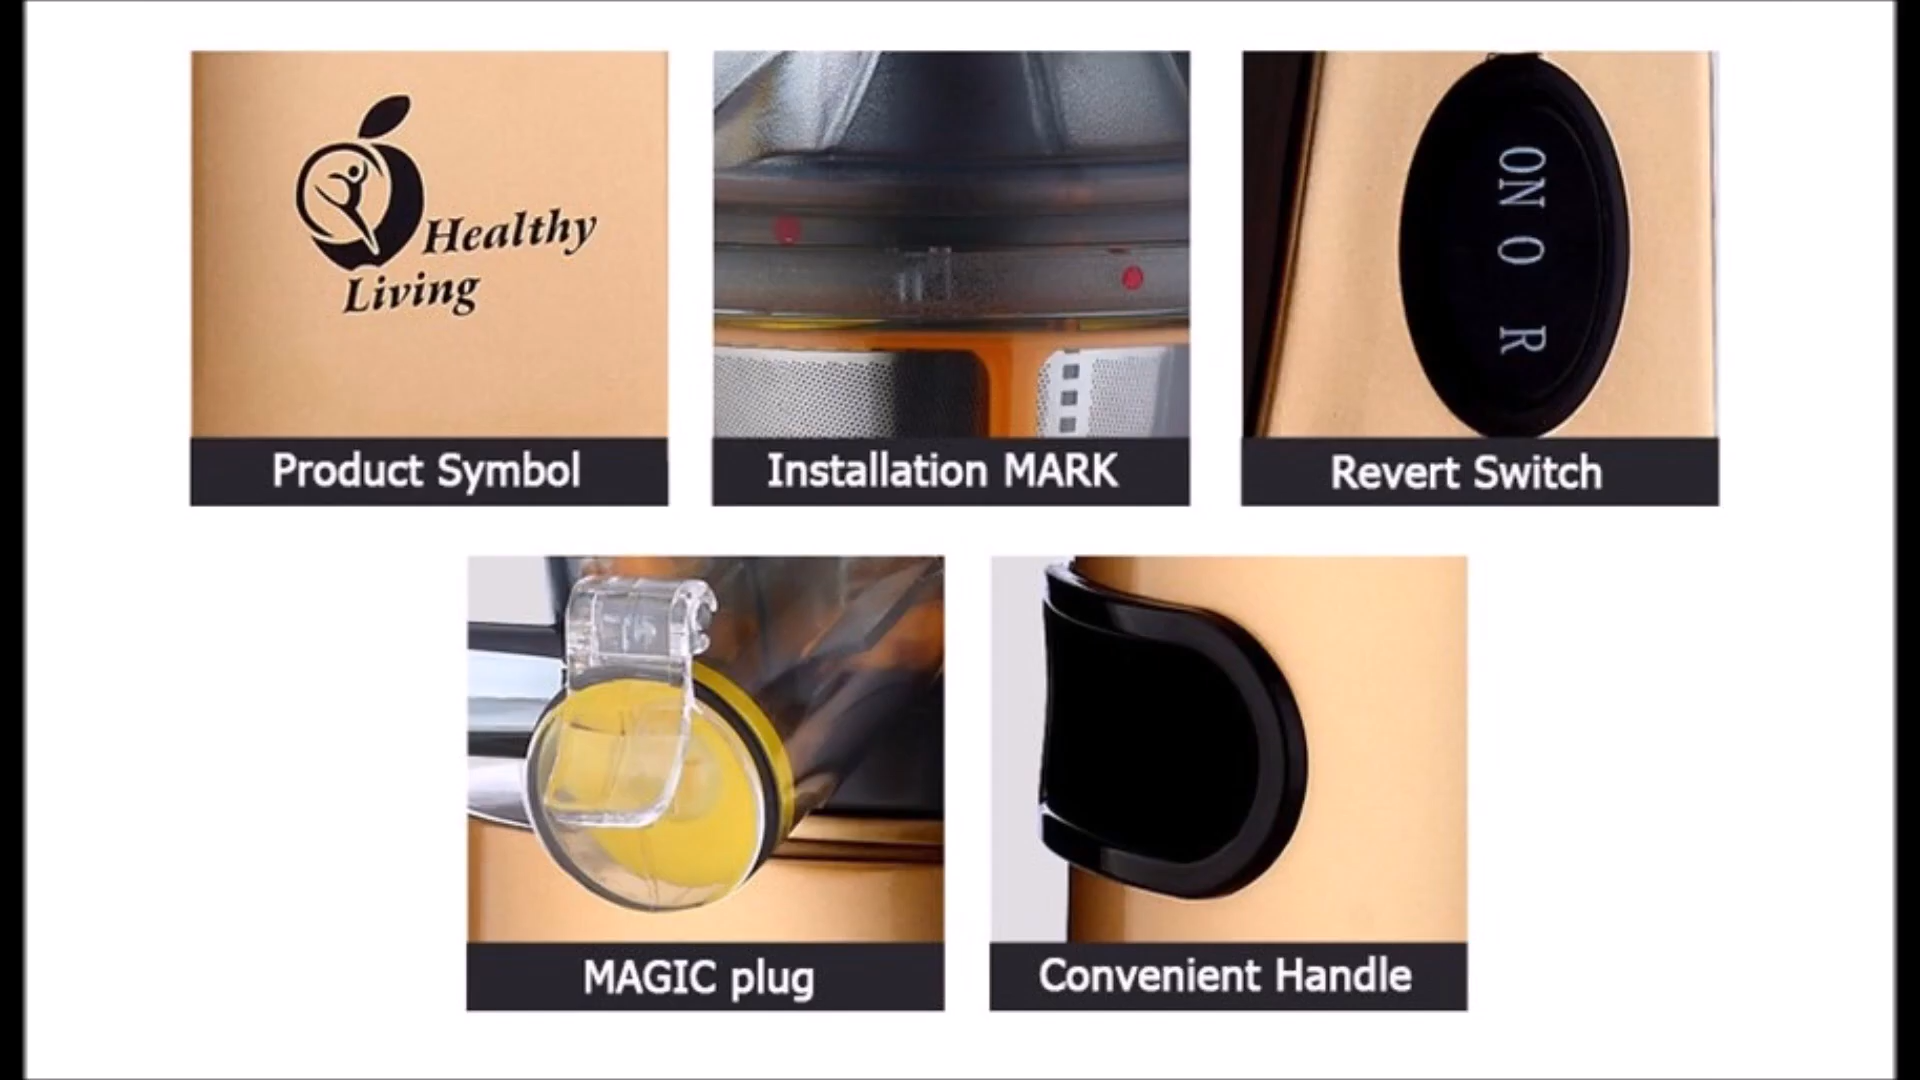 Healthy
Living
Product Symbol
Installation MARK
ON O R
Revert Switch
MAGIC plug
Convenient Handle